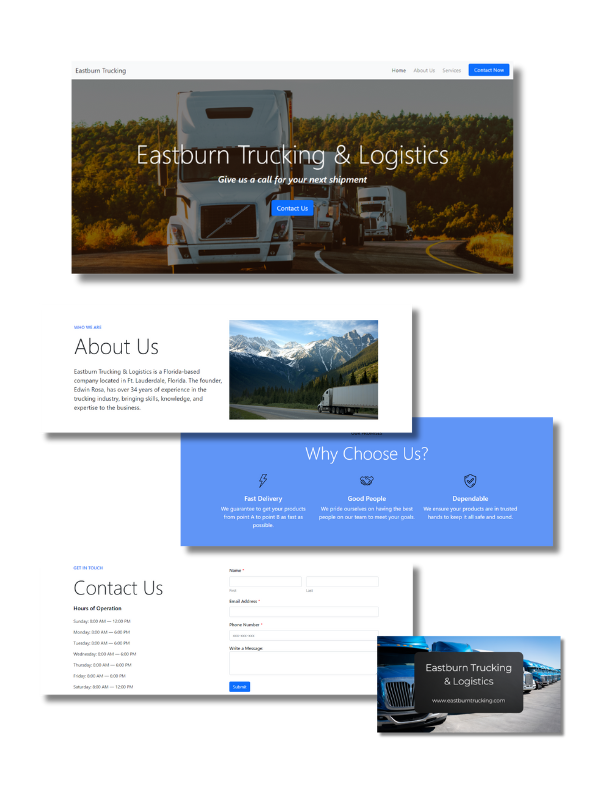 Eastburn Trucking
Home About Us Services Contact Now
Eastburn Trucking & Logistics
Give us a call for your next shipment
Contact Us
WHO WE ARE
About Us
Eastburn Trucking & Logistics is a Florida-based
company located in Ft. Lauderdale, Florida. The founder,
Edwin Rosa, has over 34 years of experience in the
trucking industry, bringing skills, knowledge, and
expertise to the business.
Why Choose Us?
Fast Delivery
We guarantee to get your products
from point A to point B as fast as
possible.
Good People
We pride ourselves on having the best
people on our team to meet your goals.
Dependable
We ensure your products are in trusted
hands to keep it all safe and sound.
GET IN TOUCH
Contact Us
Hours of Operation
Sunday: 8:00 AM — 12:00 PM
Monday: 8:00 AM — 6:00 PM
Tuesday: 8:00 AM — 6:00 PM
Wednesday: 8:00 AM — 6:00 PM
Thursday: 8:00 AM — 6:00 PM
Friday: 8:00 AM — 6:00 PM
Saturday: 8:00 AM — 12:00 PM
Name *
First Last
Email Address *
Phone Number *
Write a Message:
Submit
Eastburn Trucking
& Logistics
www.eastburntrucking.com